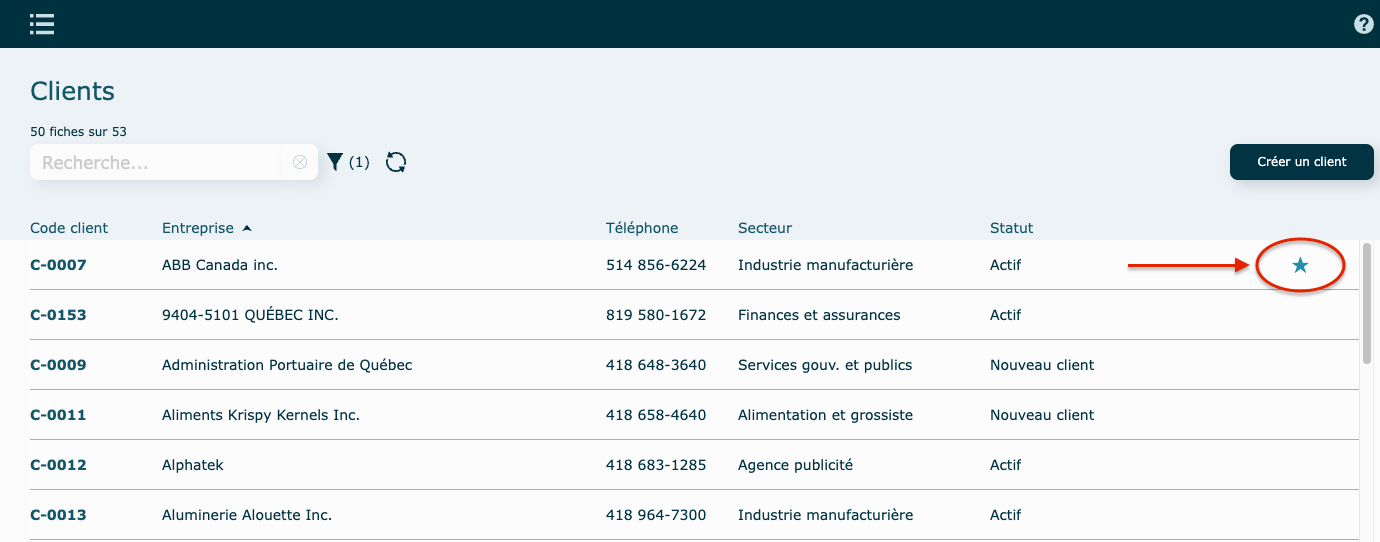 ?
Clients
50 fiches sur 53
Recherche... (1) Créer un client
Code client Entreprise Téléphone Secteur Statut
C-0007 ABB Canada inc. 514 856-6224 Industrie manufacturière Actif
C-0153 9404-5101 QUÉBEC INC. 819 580-1672 Finances et assurances Actif
C-0009 Administration Portuaire de Québec 418 648-3640 Services gouv. et publics Nouveau client
C-0011 Aliments Krispy Kernels Inc. 418 658-4640 Alimentation et grossiste Nouveau client
C-0012 Alphatek 418 683-1285 Agence publicité Actif
C-0013 Aluminerie Alouette Inc. 418 964-7300 Industrie manufacturière Actif